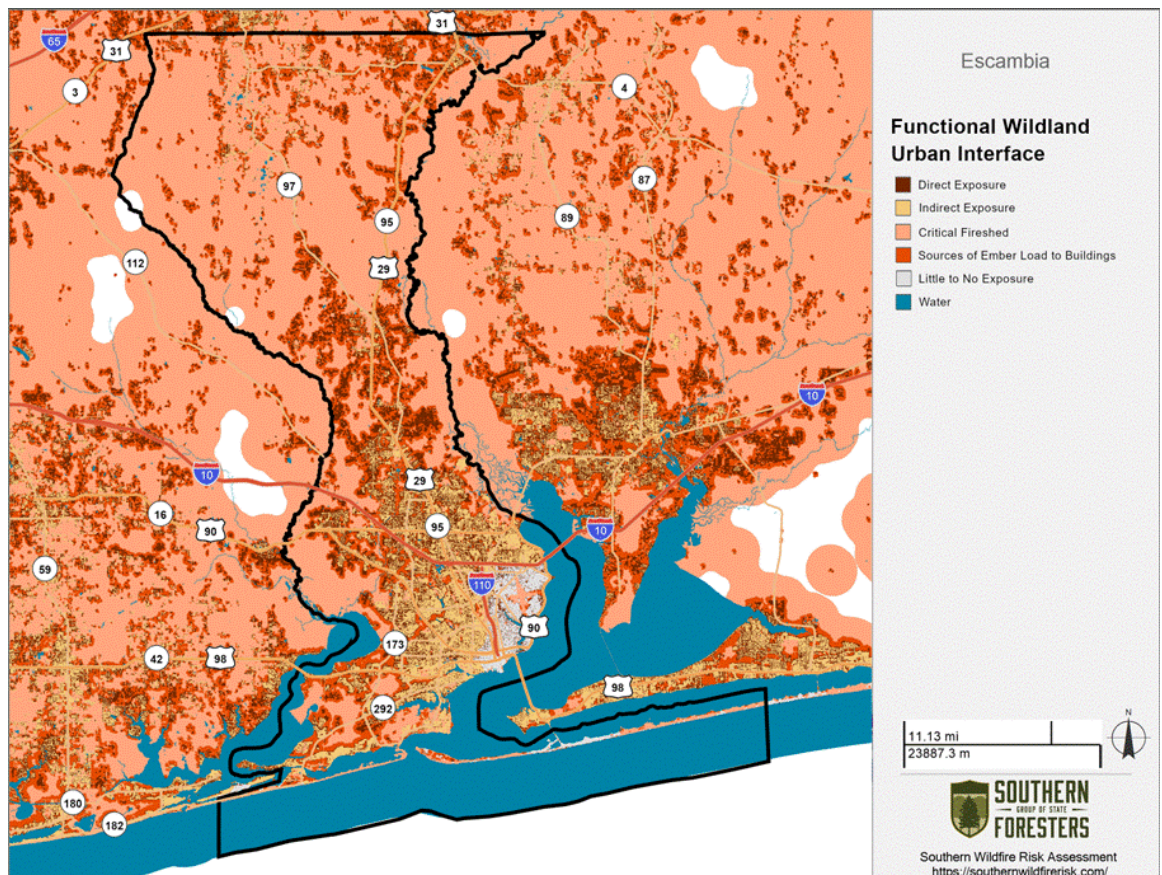 Escambia
Functional Wildland
Urban Interface
Direct Exposure
Indirect Exposure
Critical Fireshed
Sources of Ember Load to Buildings
Little to No Exposure
Water
65
31
31
3
4
97
87
89
95
112
29
10
10
29
16
90
95
10
59
110
90
173
42
98
98
292
180
182
N
11.13 mi
23887.3 m
SOUTHERN
GROUP OF STATE
FORESTERS
Southern Wildfire Risk Assessment
https://southernwildfirerisk.com/